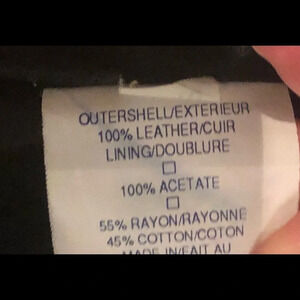 OUTERSHELL/EXTERIEUR
100% LEATHER/CUIR
LINING/DOUBLURE
☐
100% ACETATE
☐
55% RAYON/RAYONNE
45% COTTON/COTON
MADE IN/FAIT AU